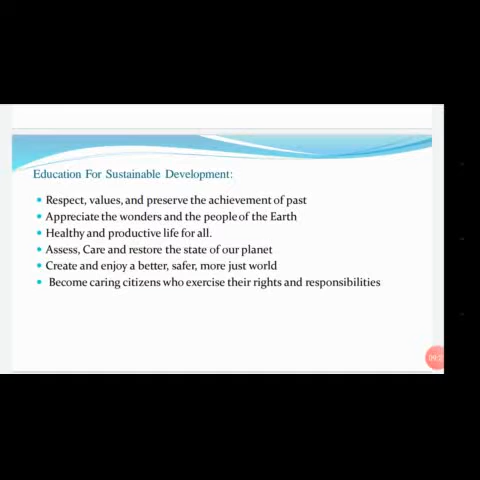 Education For Sustainable Development:
• Respect, values, and preserve the achievement of past
• Appreciate the wonders and the people of the Earth
• Healthy and productive life for all.
• Assess, Care and restore the state of our planet
• Create and enjoy a better, safer, more just world
• Become caring citizens who exercise their rights and responsibilities